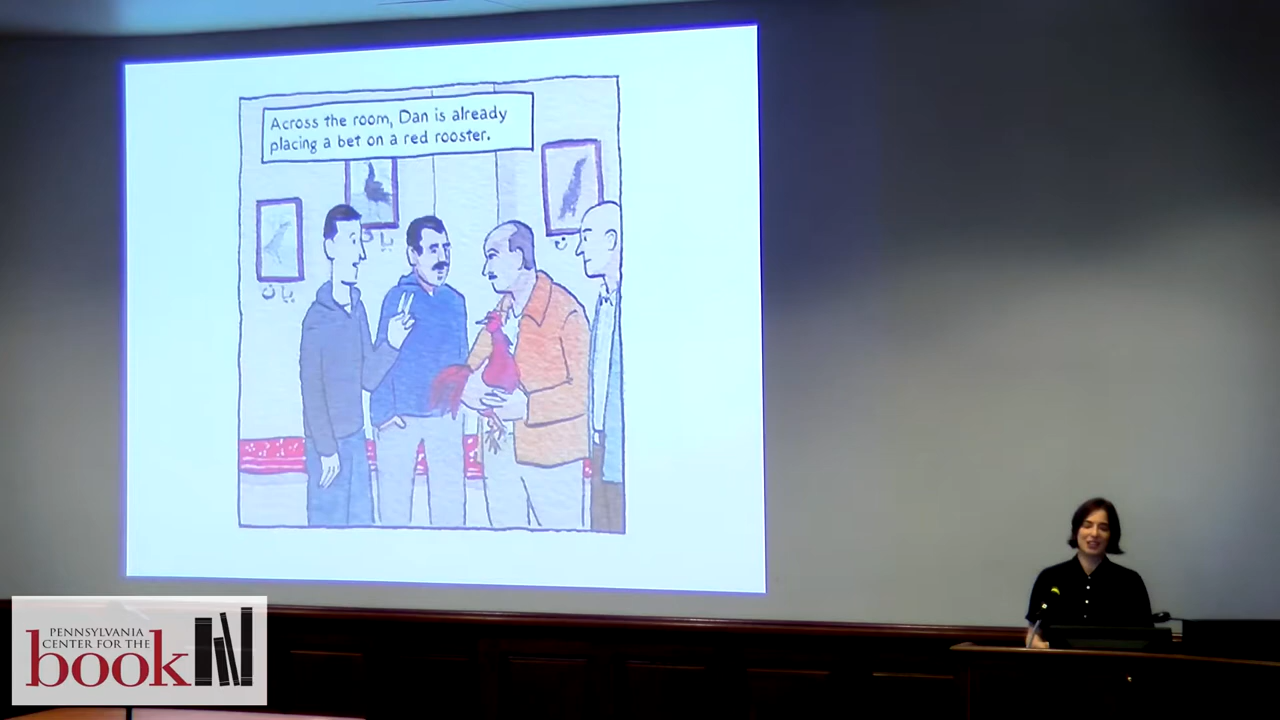 Across the room, Dan is already
placing a bet on a red rooster.
PENNSYLVANIA
CENTER FOR THE
book